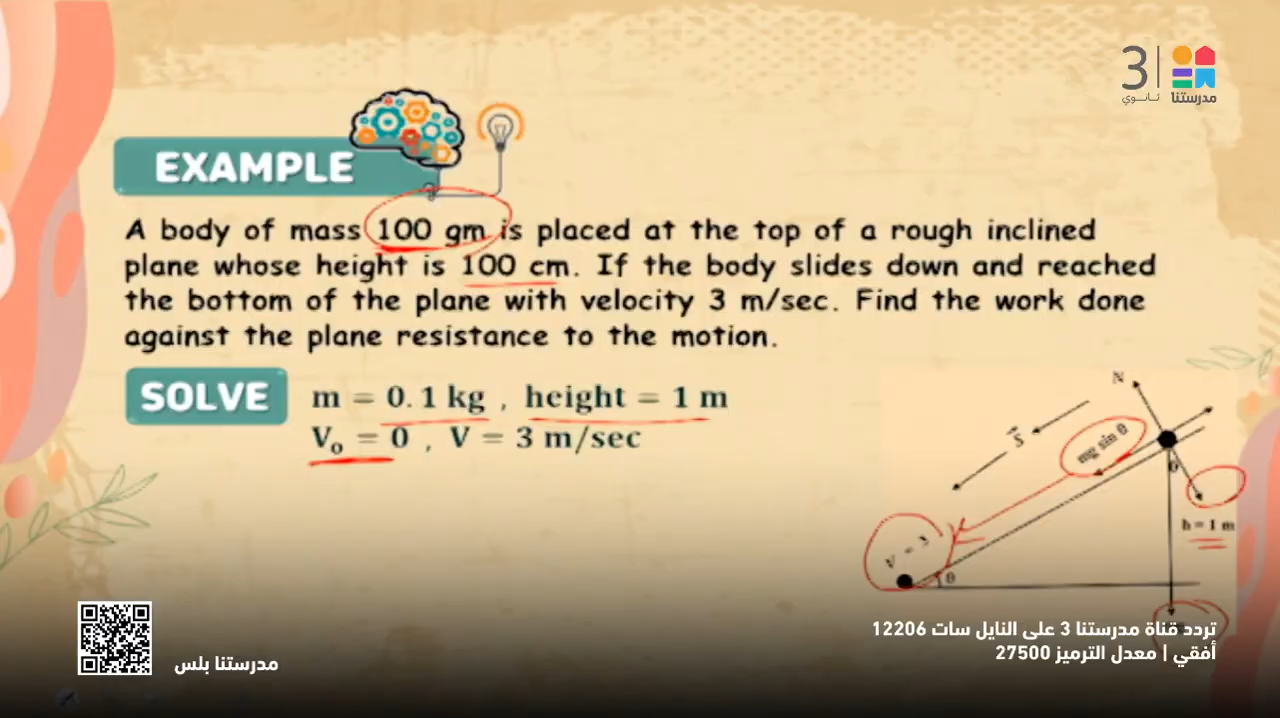 3
ثانوي
مدرستنا
EXAMPLE
A body of mass 100 gm is placed at the top of a rough inclined
plane whose height is 100 cm. If the body slides down and reached
the bottom of the plane with velocity 3 m/sec. Find the work done
against the plane resistance to the motion.
SOLVE
m = 0.1 kg , height = 1 m
V₀ = 0 , V = 3 m/sec
N
S
mg sin θ
θ
h = 1 m
V = 3
θ
تردد قناة مدرستنا 3 على النايل سات 12206
أفقي | معدل الترميز 27500
مدرستنا بلس